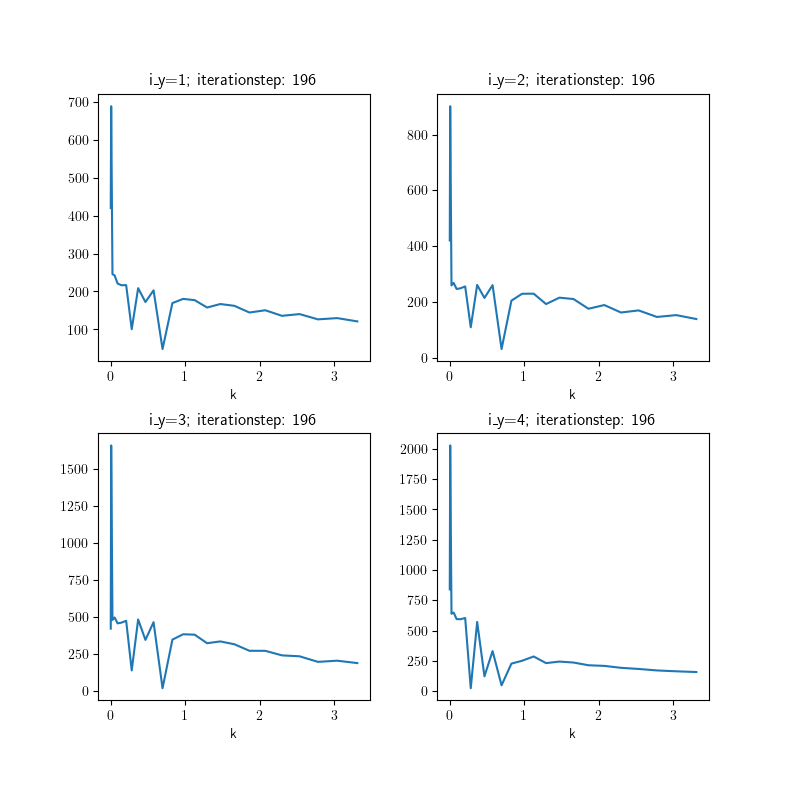 i_y=1; iterationstep: 196
700
600
500
400
300
200
100
0 1 2 3
k
i_y=2; iterationstep: 196
800
600
400
200
0
0 1 2 3
k
i_y=3; iterationstep: 196
1500
1250
1000
750
500
250
0
0 1 2 3
k
i_y=4; iterationstep: 196
2000
1750
1500
1250
1000
750
500
250
0
0 1 2 3
k